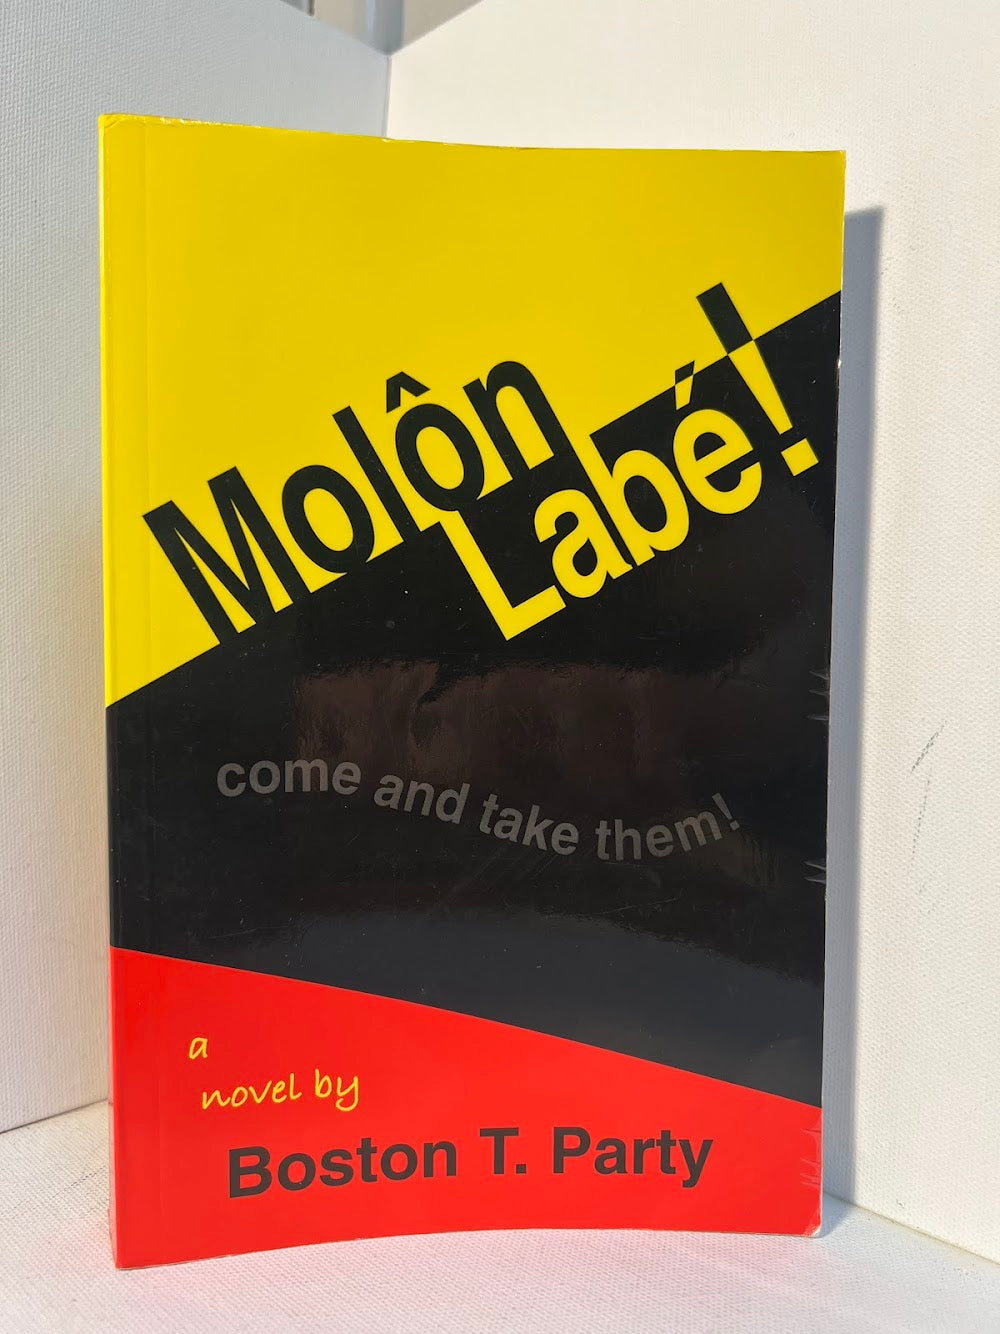 Molôn
Labé!
come and take them!
a
novel by
Boston T. Party